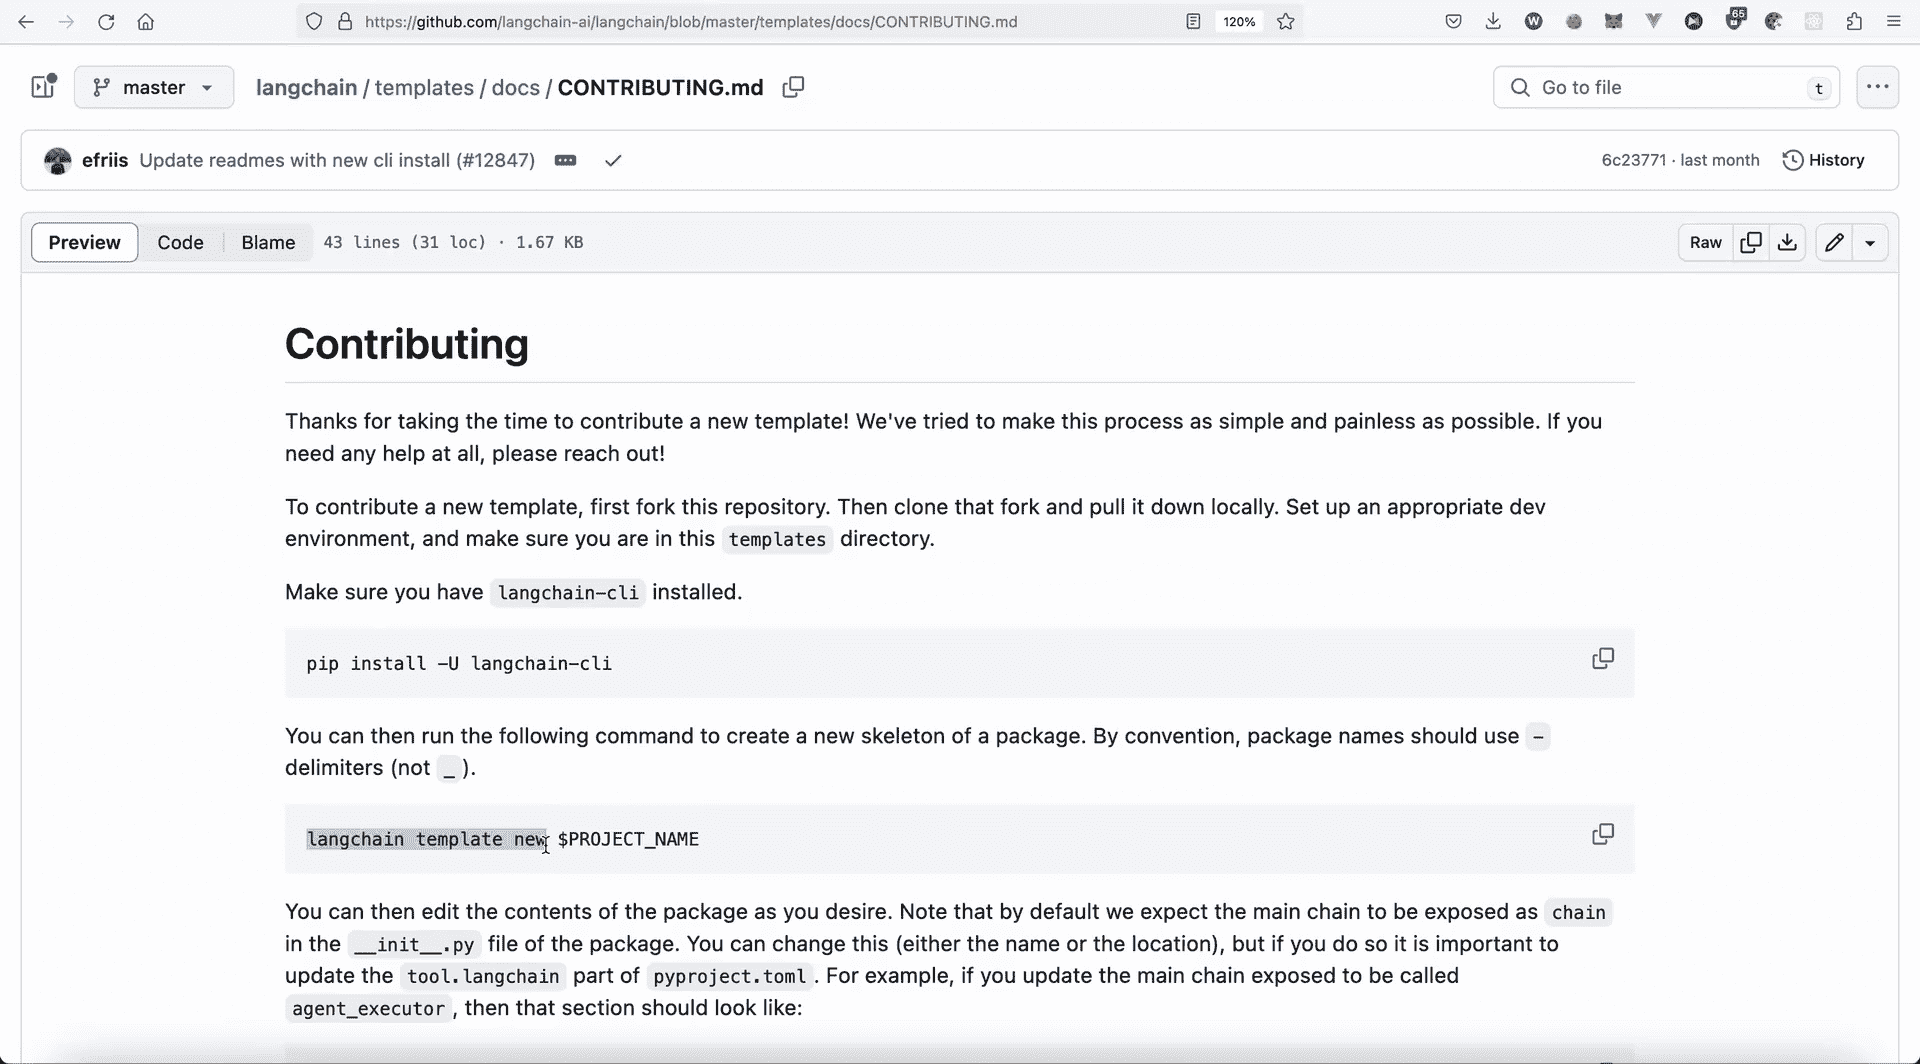 https://github.com/langchain-ai/langchain/blob/master/templates/docs/CONTRIBUTING.md
120%
W
65
master
langchain / templates / docs / CONTRIBUTING.md
Go to file
t
efriis Update readmes with new cli install (#12847)
6c23771 · last month
History
Preview
Code
Blame
43 lines (31 loc) · 1.67 KB
Raw
Contributing
Thanks for taking the time to contribute a new template! We've tried to make this process as simple and painless as possible. If you
need any help at all, please reach out!
To contribute a new template, first fork this repository. Then clone that fork and pull it down locally. Set up an appropriate dev
environment, and make sure you are in this templates directory.
Make sure you have langchain-cli installed.
pip install -U langchain-cli
You can then run the following command to create a new skeleton of a package. By convention, package names should use -
delimiters (not _ ).
langchain template new $PROJECT_NAME
You can then edit the contents of the package as you desire. Note that by default we expect the main chain to be exposed as chain
in the __init__.py file of the package. You can change this (either the name or the location), but if you do so it is important to
update the tool.langchain part of pyproject.toml . For example, if you update the main chain exposed to be called
agent_executor , then that section should look like: